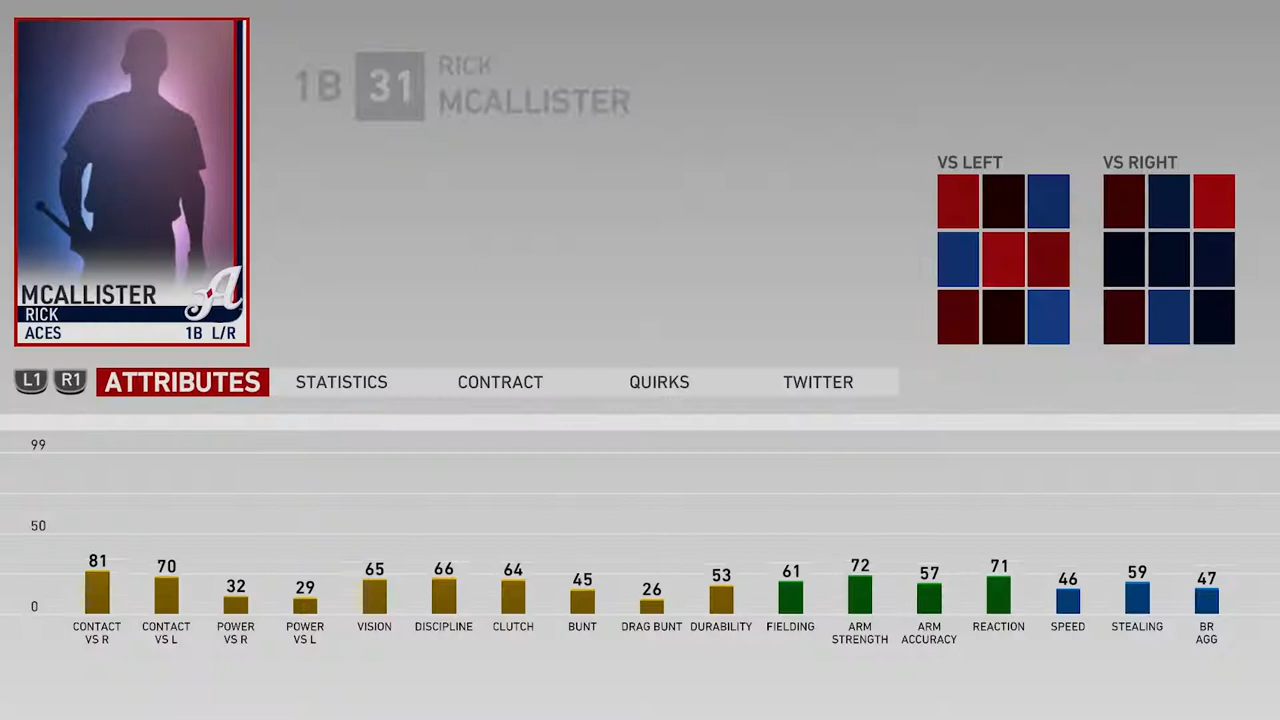 1B 31 RICK
MCALLISTER
MCALLISTER
RICK
ACES 1B L/R
VS LEFT VS RIGHT
L1 R1 ATTRIBUTES STATISTICS CONTRACT QUIRKS TWITTER
99
50
0
81 70 32 29 65 66 64 45 26 53 61 72 57 71 46 59 47
CONTACT VS R
CONTACT VS L
POWER VS R
POWER VS L
VISION
DISCIPLINE
CLUTCH
BUNT
DRAG BUNT
DURABILITY
FIELDING
ARM STRENGTH
ARM ACCURACY
REACTION
SPEED
STEALING
BR AGG